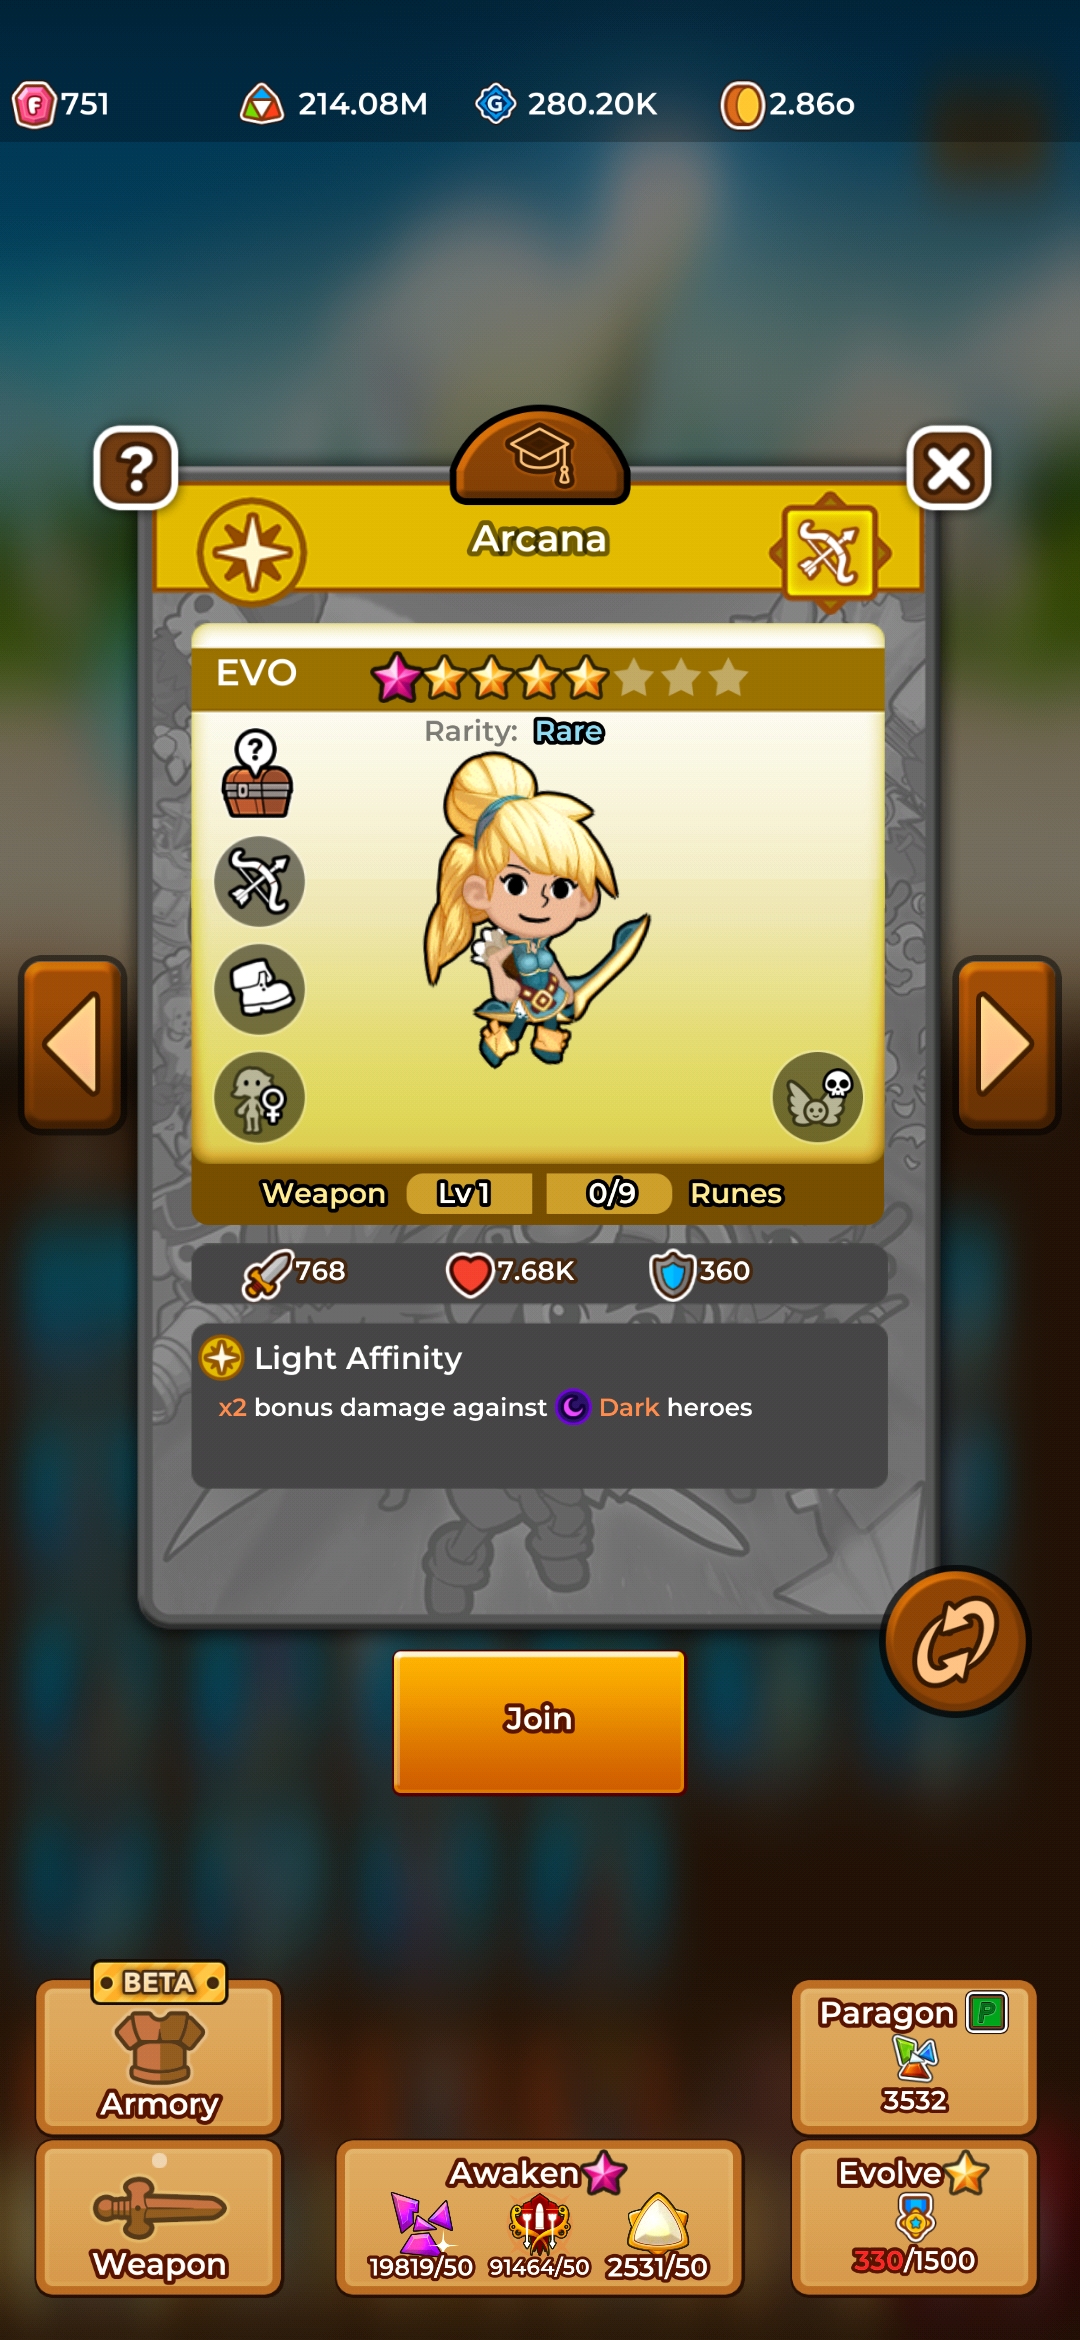 751
214.08M
280.20K
2.86o
Arcana
EVO
Rarity: Rare
Weapon Lv 1 0/9 Runes
768 7.68K 360
Light Affinity
x2 bonus damage against Dark heroes
Join
BETA
Armory
Paragon P
3532
Weapon
Awaken
19819/50 91464/50 2531/50
Evolve
330/1500